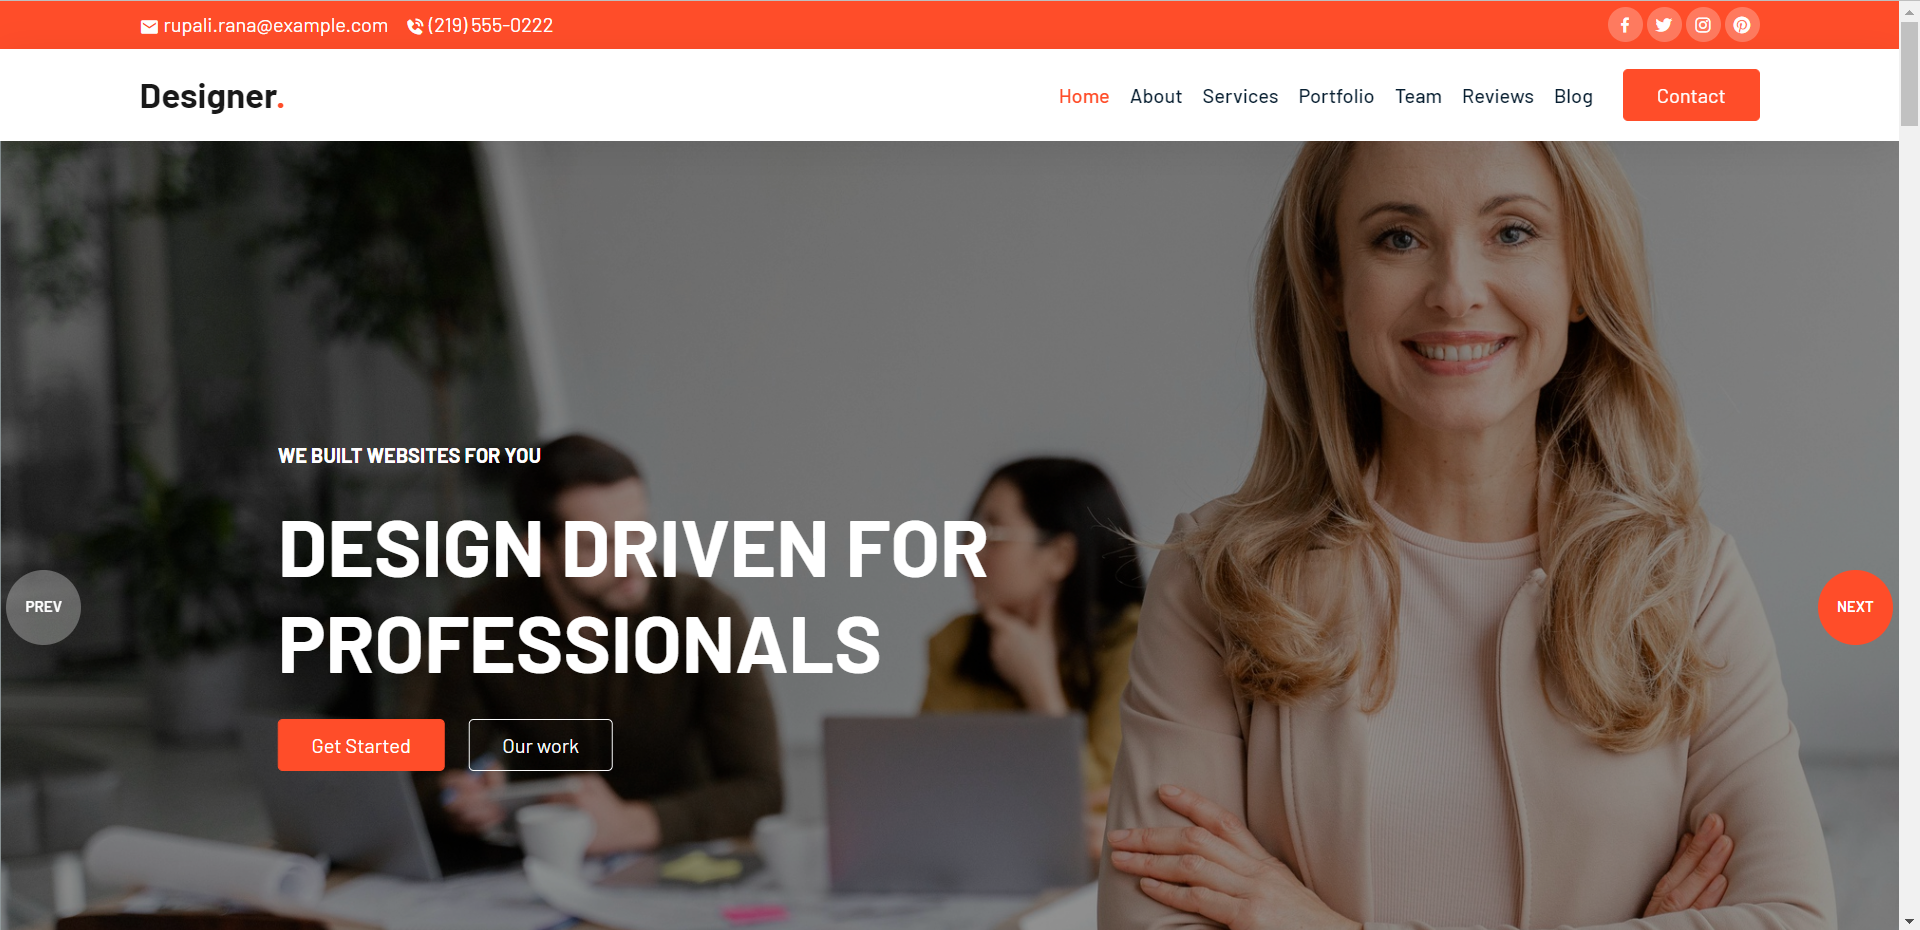 rupali.rana@example.com (219) 555-0222
Designer.
Home About Services Portfolio Team Reviews Blog Contact
WE BUILT WEBSITES FOR YOU
DESIGN DRIVEN FOR
PROFESSIONALS
PREV
NEXT
Get Started Our work